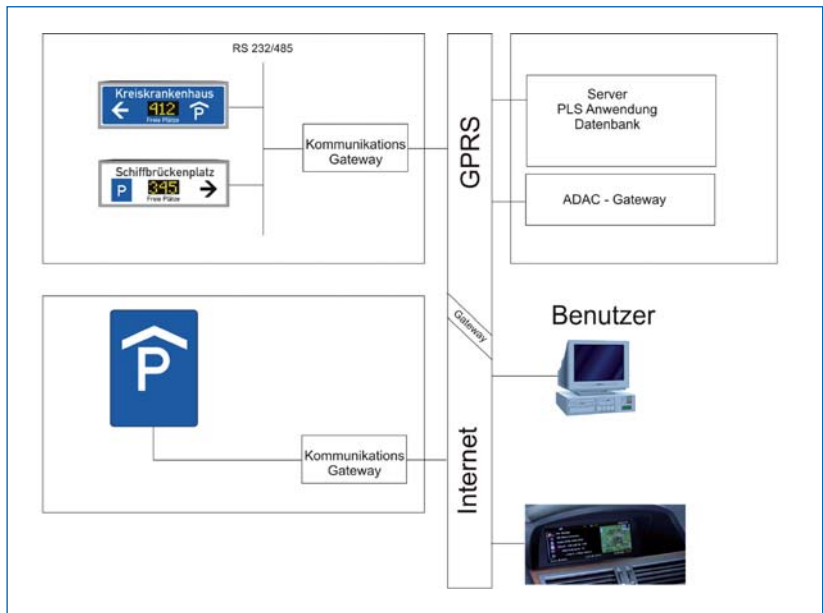 RS 232/485
Kreiskrankenhaus
412
Freie Plätze
Schiffbrückenplatz
P
345
Freie Plätze
Kommunikations
Gateway
GPRS
Server
PLS Anwendung
Datenbank
ADAC - Gateway
P
Kommunikations
Gateway
Gateway
Internet
Benutzer